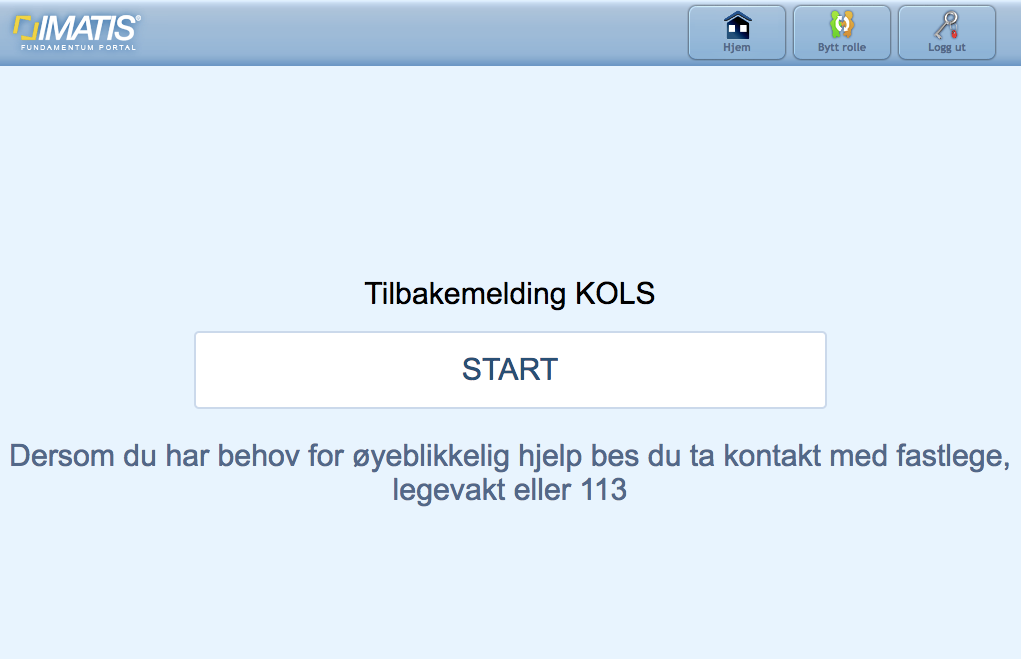 IMATIS®
FUNDAMENTUM PORTAL
Hjem
Bytt rolle
Logg ut
Tilbakemelding KOLS
START
Dersom du har behov for øyeblikkelig hjelp bes du ta kontakt med fastlege,
legevakt eller 113